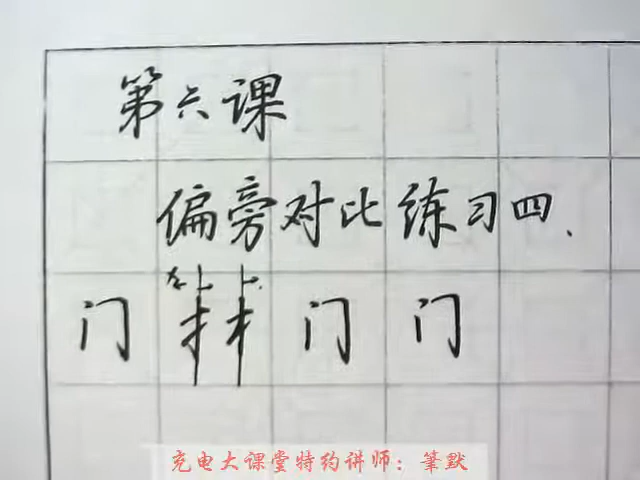 第六课
偏旁对比练习四、
门 门 门
充电大课堂特约讲师：筆默